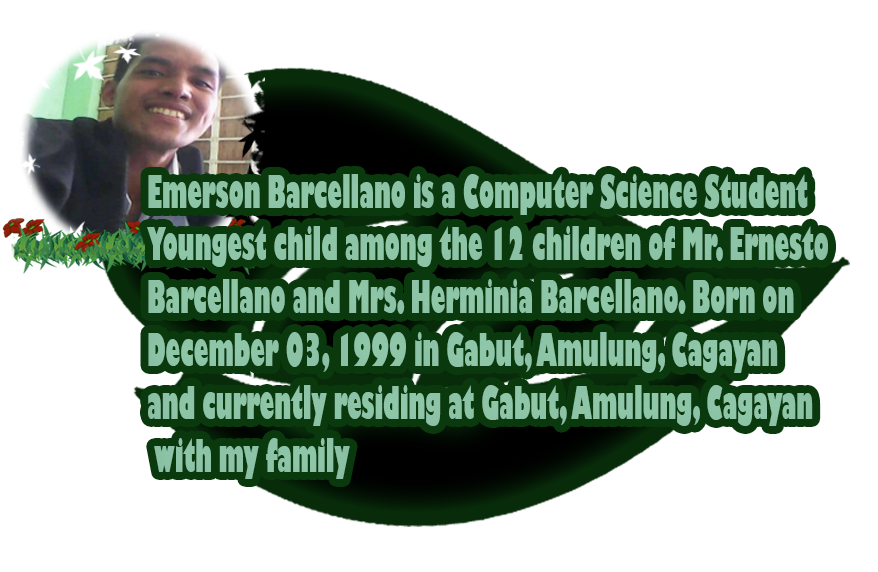 Emerson Barcellano is a Computer Science Student
Youngest child among the 12 children of Mr. Ernesto
Barcellano and Mrs. Herminia Barcellano. Born on
December 03, 1999 in Gabut, Amulung, Cagayan
and currently residing at Gabut, Amulung, Cagayan
with my family